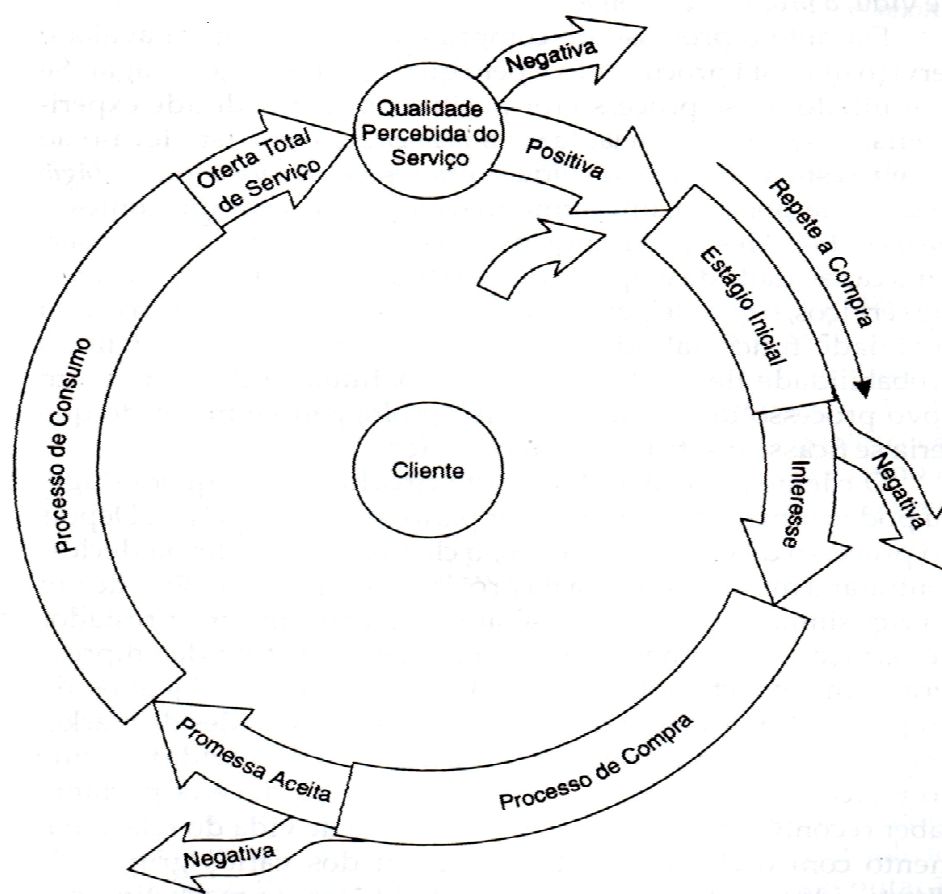 Negativa
Qualidade
Percebida do
Serviço
Positiva
Oferta Total
de Serviço
Repete a Compra
Estágio Inicial
Processo de Consumo
Cliente
Interesse
Negativa
Processo de Compra
Promessa Aceita
Negativa